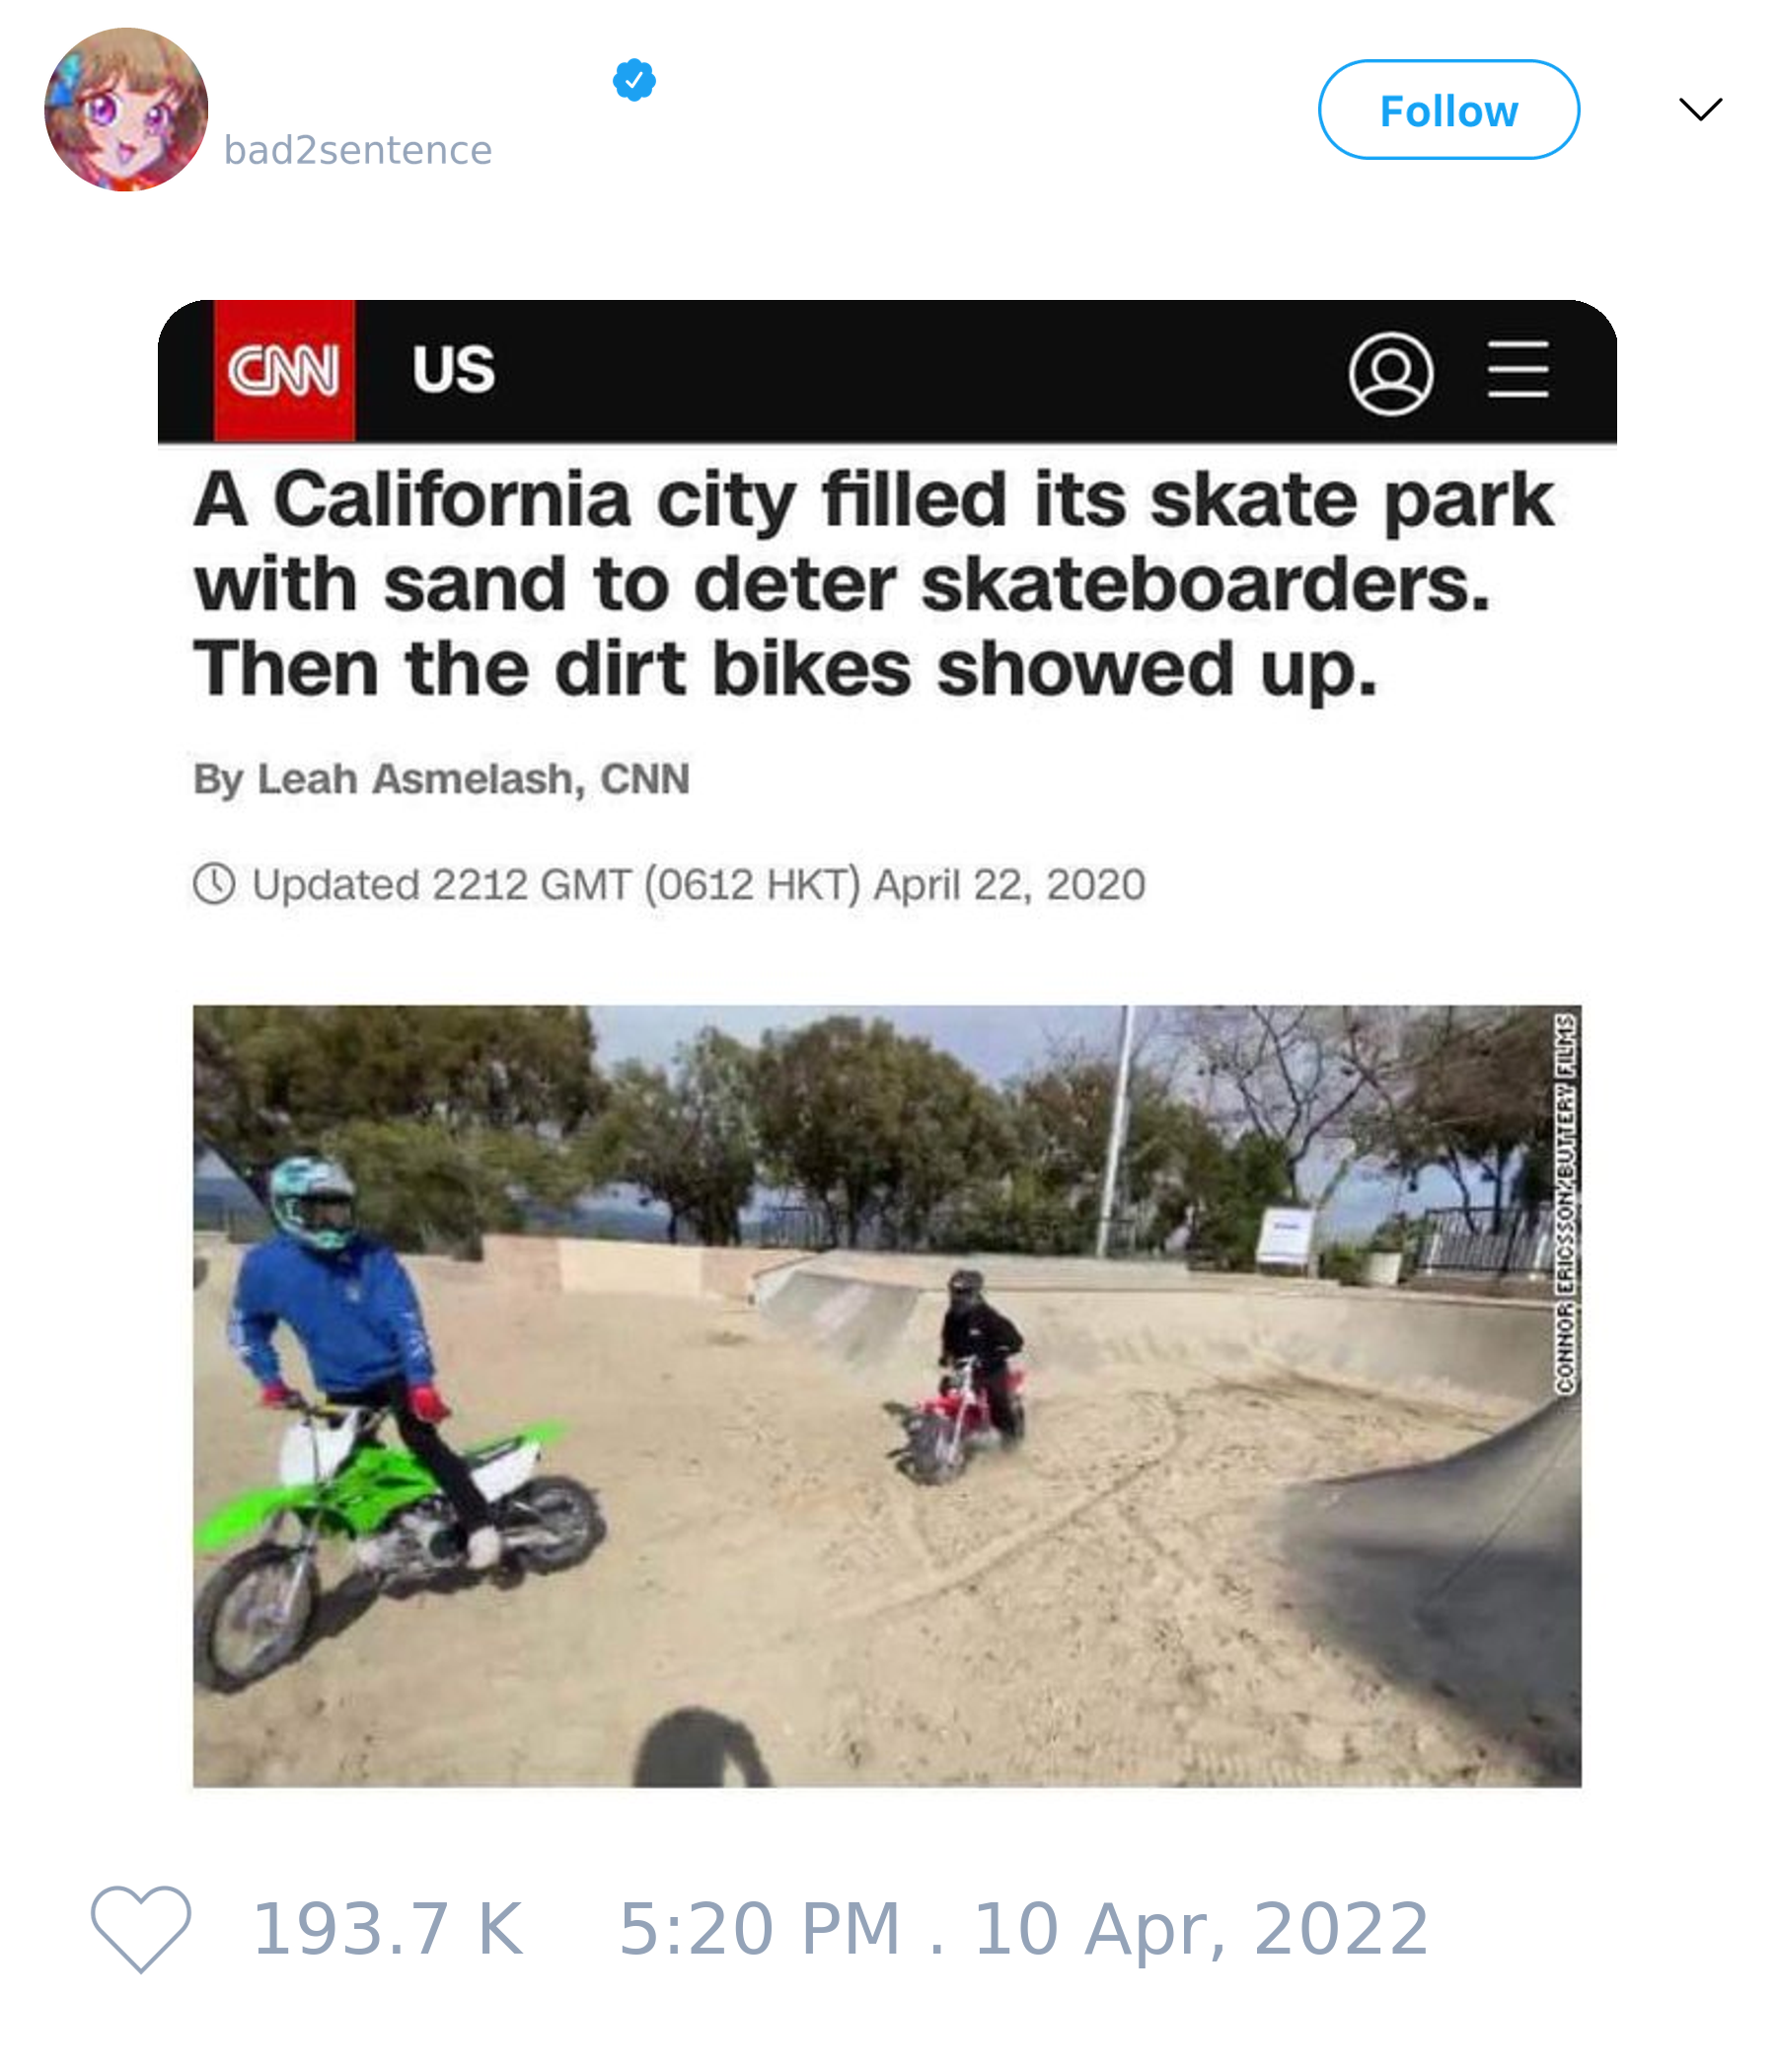 bad2sentence
Follow
CNN US
A California city filled its skate park
with sand to deter skateboarders.
Then the dirt bikes showed up.
By Leah Asmelash, CNN
Updated 2212 GMT (0612 HKT) April 22, 2020
CONNOR ERICSSON/BUTTERY FILMS
193.7 K 5:20 PM . 10 Apr, 2022